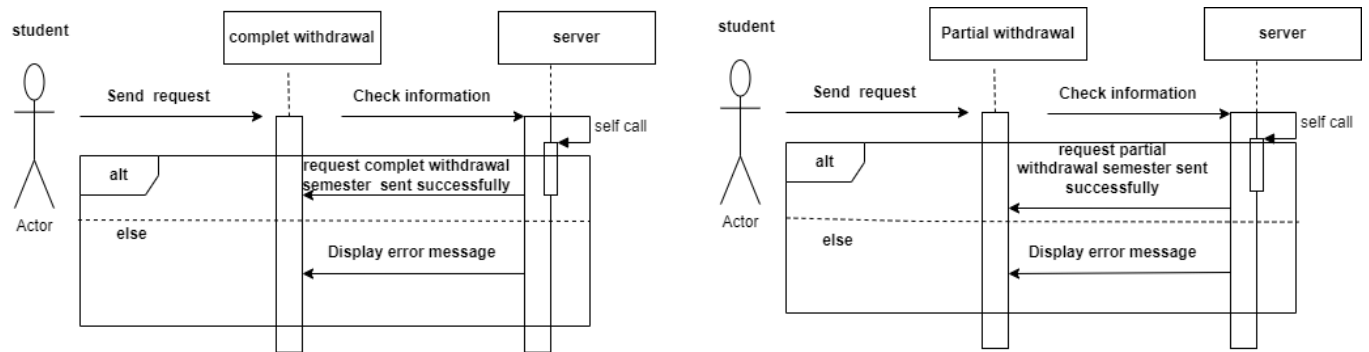 student
complet withdrawal
server
Send request
Check information
self call
alt
request complet withdrawal
semester sent successfully
else
Display error message
Actor
student
Partial withdrawal
server
Send request
Check information
self call
alt
request partial
withdrawal semester sent
successfully
else
Display error message
Actor